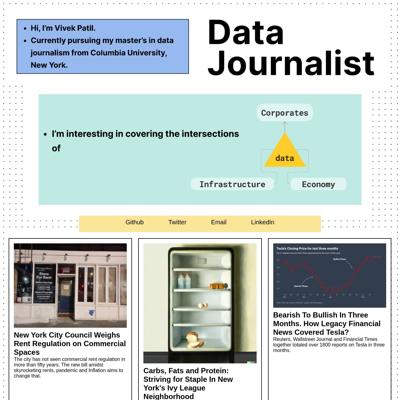 Hi, I'm Vivek Patil.
Currently pursuing my master's in data
journalism from Columbia University,
New York.
Data
Journalist
I'm interesting in covering the intersections
of
Corporates
data
Infrastructure
Economy
Github Twitter Email LinkedIn
New York City Council Weighs
Rent Regulation on Commercial
Spaces
The city has not seen commercial rent regulation in
more than fifty years. The new bill amidst
skyrocketing rents, pandemic and Inflation aims to
change that.
Carbs, Fats and Protein:
Striving for Staple In New
York's Ivy League
Neighborhood
Tesla's Closing Price for last three months
Bearish To Bullish In Three
Months. How Legacy Financial
News Covered Tesla?
Reuters, Wallstreet Journal and Financial Times
together totaled over 1800 reports on Tesla in three
months.